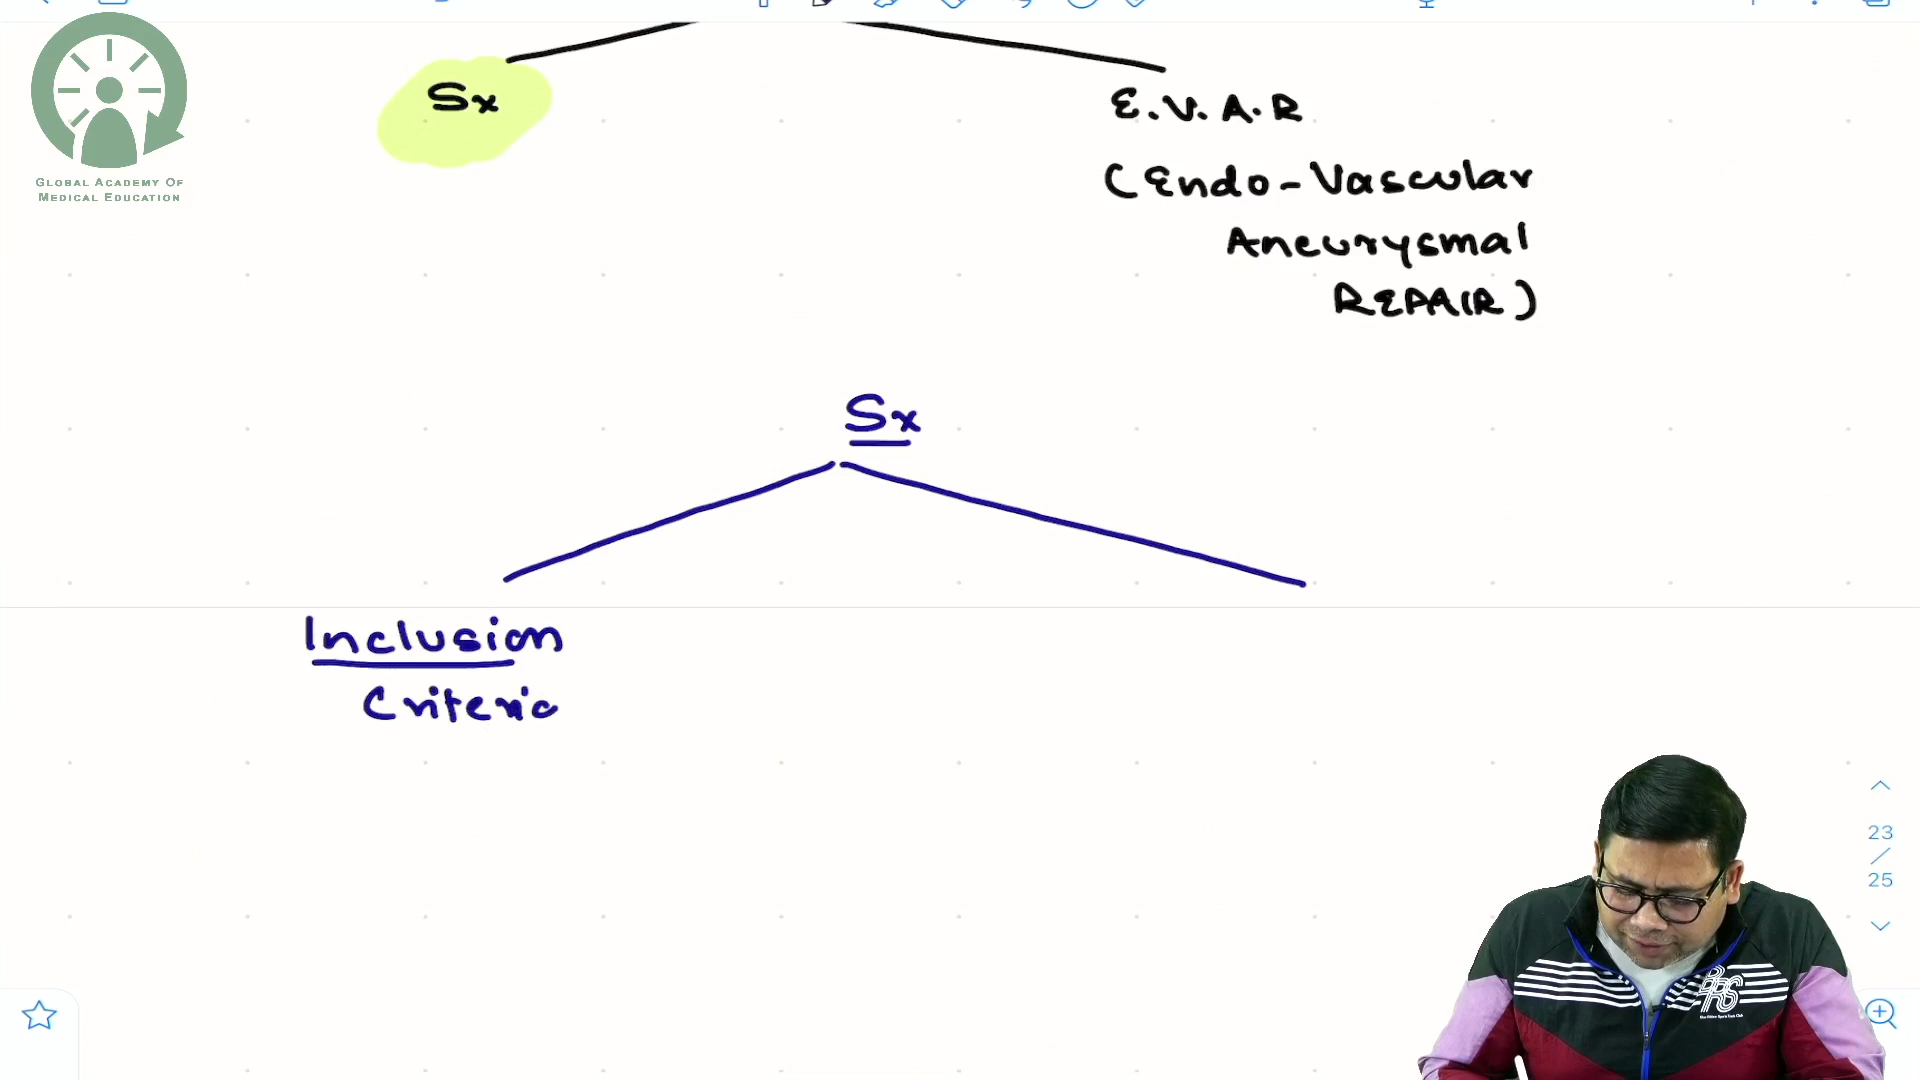 GLOBAL ACADEMY OF
MEDICAL EDUCATION
Sx
E.V.A.R
(Endo-Vascular
Aneurysmal
REPAIR)
Sx
Inclusion
Criteria
23
/
25